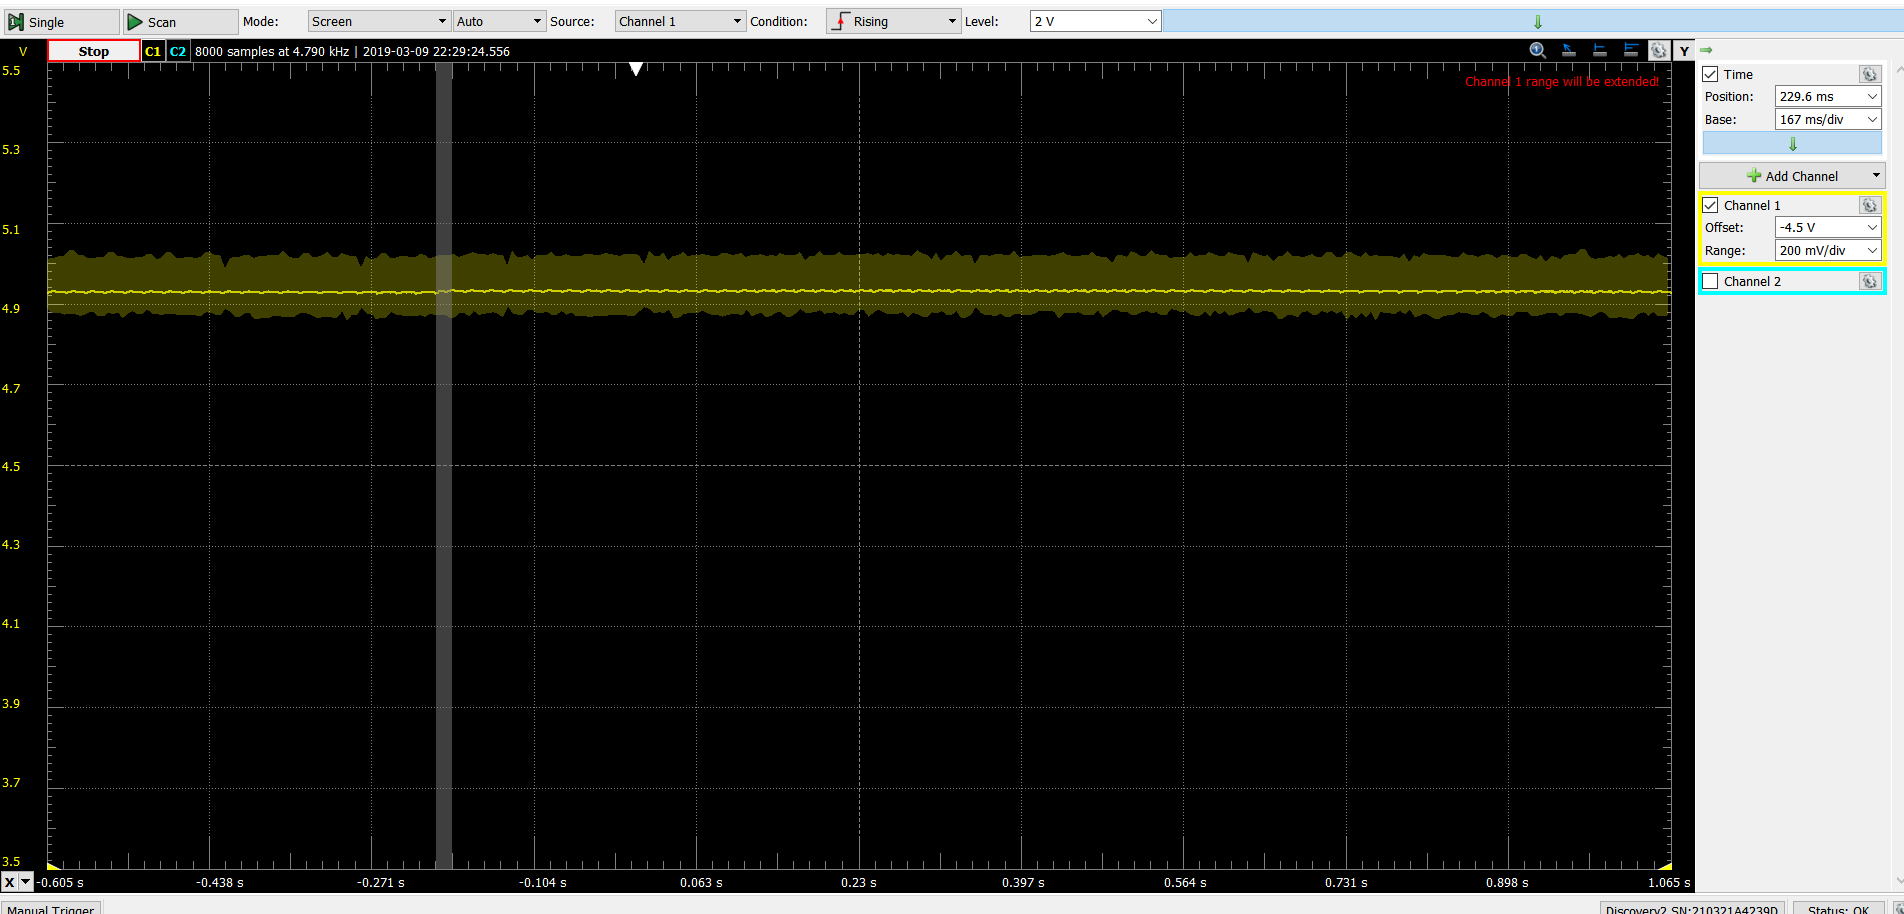 Single Scan Mode: Screen Auto Source: Channel 1 Condition: Rising Level: 2 V
V Stop C1 C2 8000 samples at 4.790 kHz | 2019-03-09 22:29:24.556 Y
5.5
Channel 1 range will be extended!
5.3
5.1
4.9
4.7
4.5
4.3
4.1
3.9
3.7
3.5
X -0.605 s -0.438 s -0.271 s -0.104 s 0.063 s 0.23 s 0.397 s 0.564 s 0.731 s 0.898 s 1.065 s
Time
Position: 229.6 ms
Base: 167 ms/div
Add Channel
Channel 1
Offset: -4.5 V
Range: 200 mV/div
Channel 2
Manual Trigger Discovery2 SN:210321A4239D Status: OK